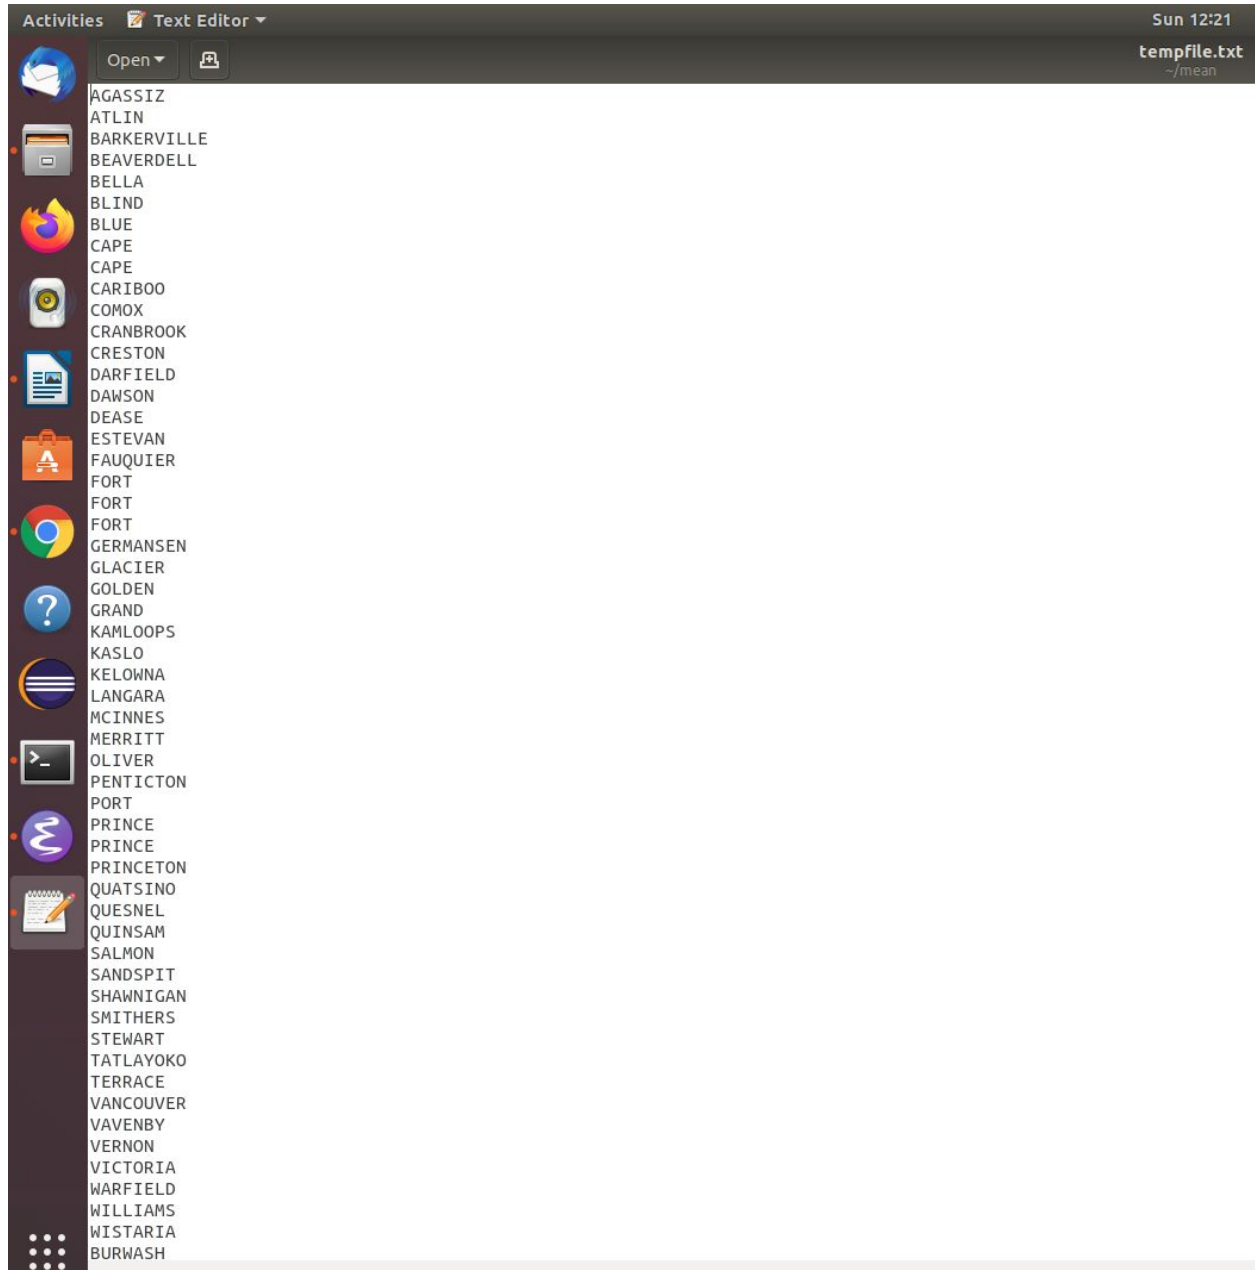 Activities Text Editor Sun 12:21
Open tempfile.txt
~/mean
AGASSIZ
ATLIN
BARKERVILLE
BEAVERDELL
BELLA
BLIND
BLUE
CAPE
CAPE
CARIBOO
COMOX
CRANBROOK
CRESTON
DARFIELD
DAWSON
DEASE
ESTEVAN
FAUQUIER
FORT
FORT
FORT
GERMANSEN
GLACIER
GOLDEN
GRAND
KAMLOOPS
KASLO
KELOWNA
LANGARA
MCINNES
MERRITT
OLIVER
PENTICTON
PORT
PRINCE
PRINCE
PRINCETON
QUATSINO
QUESNEL
QUINSAM
SALMON
SANDSPIT
SHAWNIGAN
SMITHERS
STEWART
TATLAYOKO
TERRACE
VANCOUVER
VAVENBY
VERNON
VICTORIA
WARFIELD
WILLIAMS
WISTARIA
BURWASH